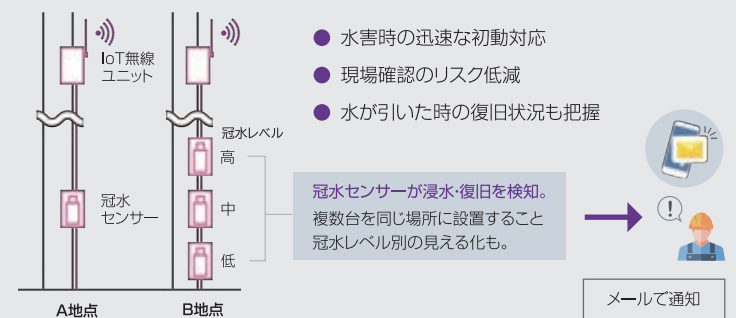 IoT無線
ユニット
冠水
センサー
冠水レベル
高
中
低
A地点
B地点
● 水害時の迅速な初動対応
● 現場確認のリスク低減
● 水が引いた時の復旧状況も把握
冠水センサーが浸水・復旧を検知。
複数台を同じ場所に設置すること
冠水レベル別の見える化も。
!
メールで通知